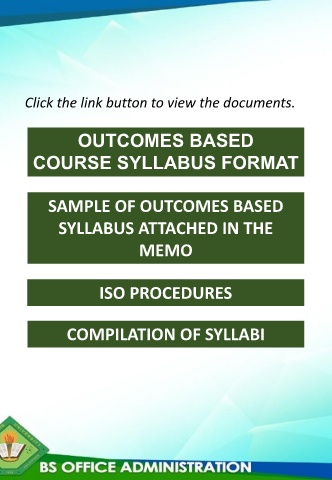 Click the link button to view the documents.
OUTCOMES BASED
COURSE SYLLABUS FORMAT
SAMPLE OF OUTCOMES BASED
SYLLABUS ATTACHED IN THE
MEMO
ISO PROCEDURES
COMPILATION OF SYLLABI
BS OFFICE ADMINISTRATION